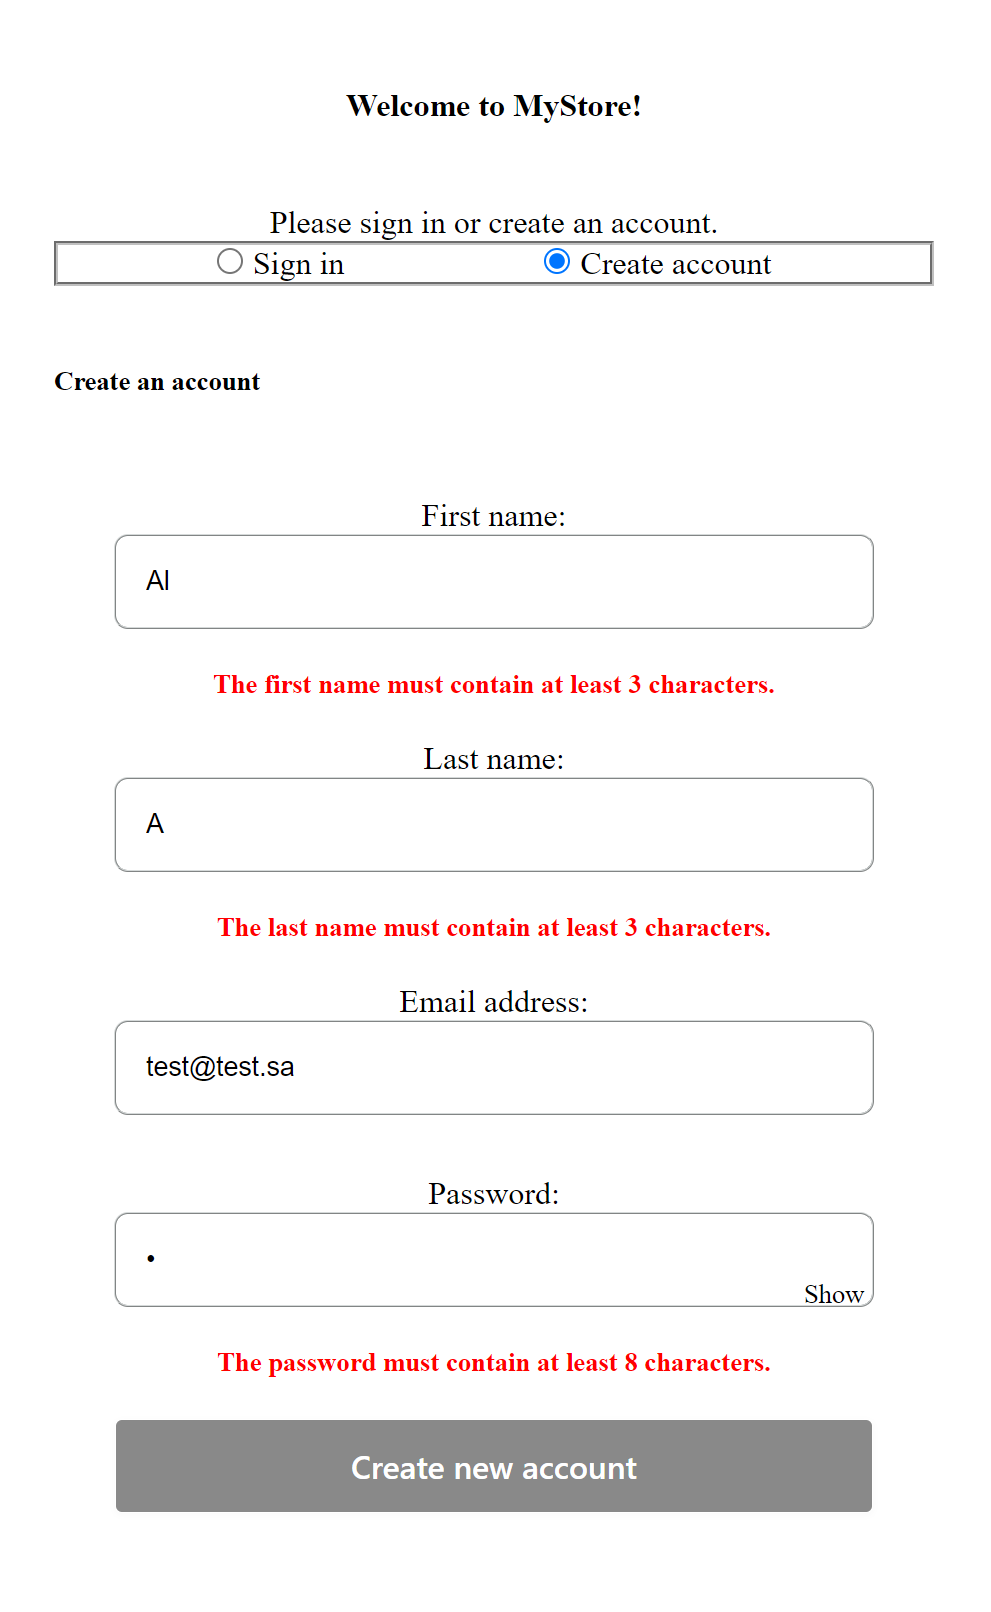 Welcome to MyStore!
Please sign in or create an account.
Sign in Create account
Create an account
First name:
Al
The first name must contain at least 3 characters.
Last name:
A
The last name must contain at least 3 characters.
Email address:
test@test.sa
Password:
•
Show
The password must contain at least 8 characters.
Create new account